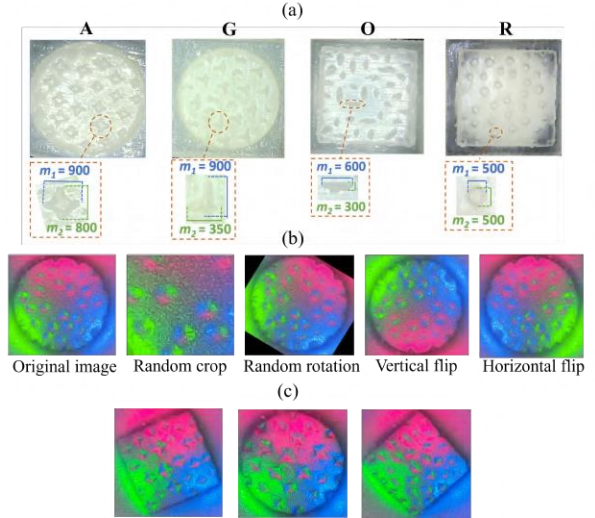 (a)
A G O R
m₁ = 900 m₁ = 900 m₁ = 600 m₁ = 500
m₂ = 800 m₂ = 350 m₂ = 300 m₂ = 500
(b)
Original image Random crop Random rotation Vertical flip Horizontal flip
(c)